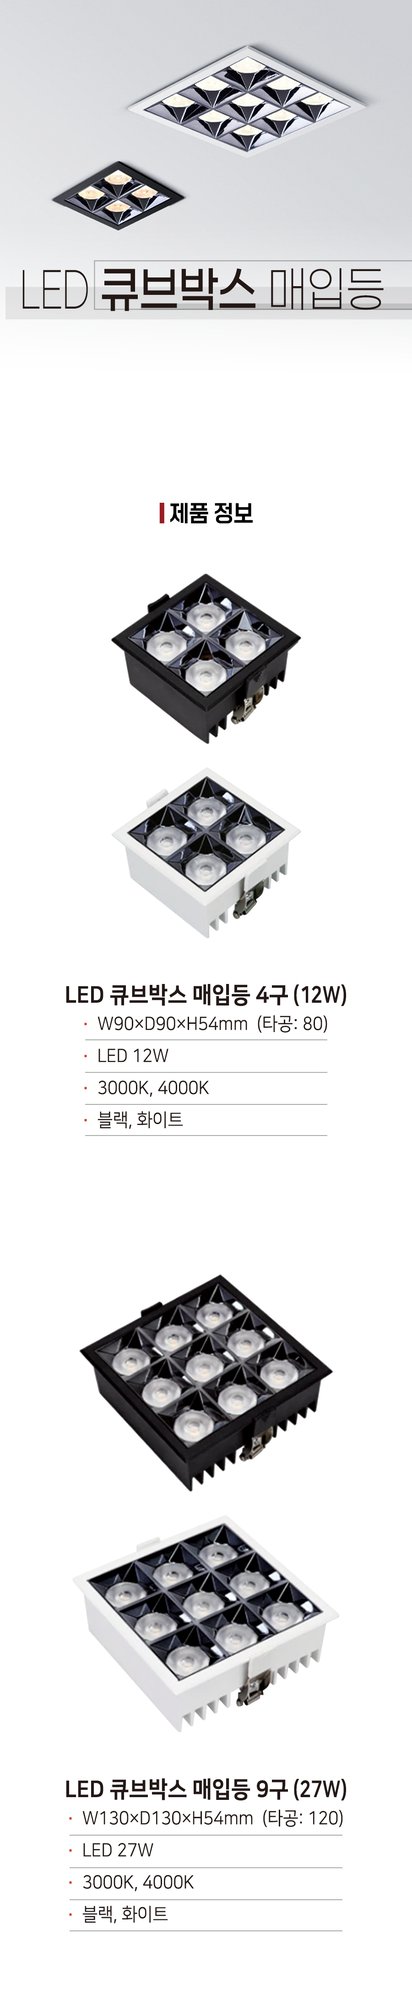 LED 큐브박스 매입등
제품 정보
LED 큐브박스 매입등 4구 (12W)
· W90×D90×H54mm (타공: 80)
· LED 12W
· 3000K, 4000K
· 블랙, 화이트
LED 큐브박스 매입등 9구 (27W)
· W130×D130×H54mm (타공: 120)
· LED 27W
· 3000K, 4000K
· 블랙, 화이트